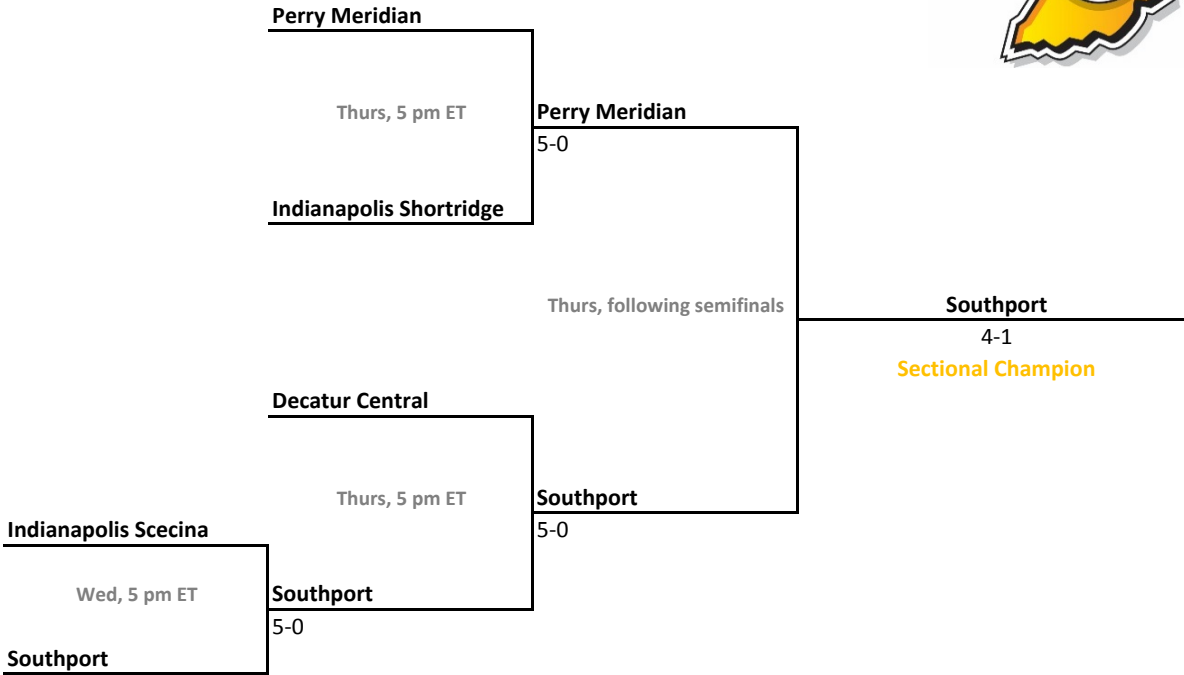 Perry Meridian
Thurs, 5 pm ET
Perry Meridian
5-0
Indianapolis Shortridge
Thurs, following semifinals
Southport
4-1
Sectional Champion
Decatur Central
Thurs, 5 pm ET
Southport
5-0
Indianapolis Scecina
Wed, 5 pm ET
Southport
5-0
Southport